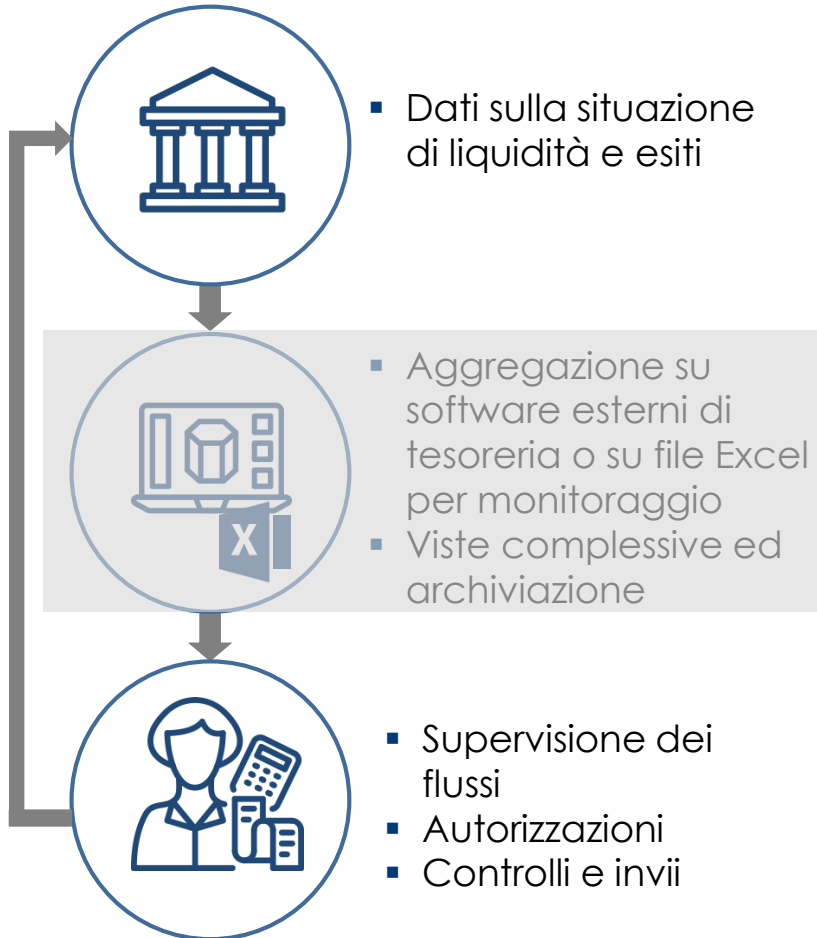 ▪ Dati sulla situazione
di liquidità e esiti
▪ Aggregazione su
software esterni di
tesoreria o su file Excel
per monitoraggio
▪ Viste complessive ed
archiviazione
X
▪ Supervisione dei
flussi
▪ Autorizzazioni
▪ Controlli e invii